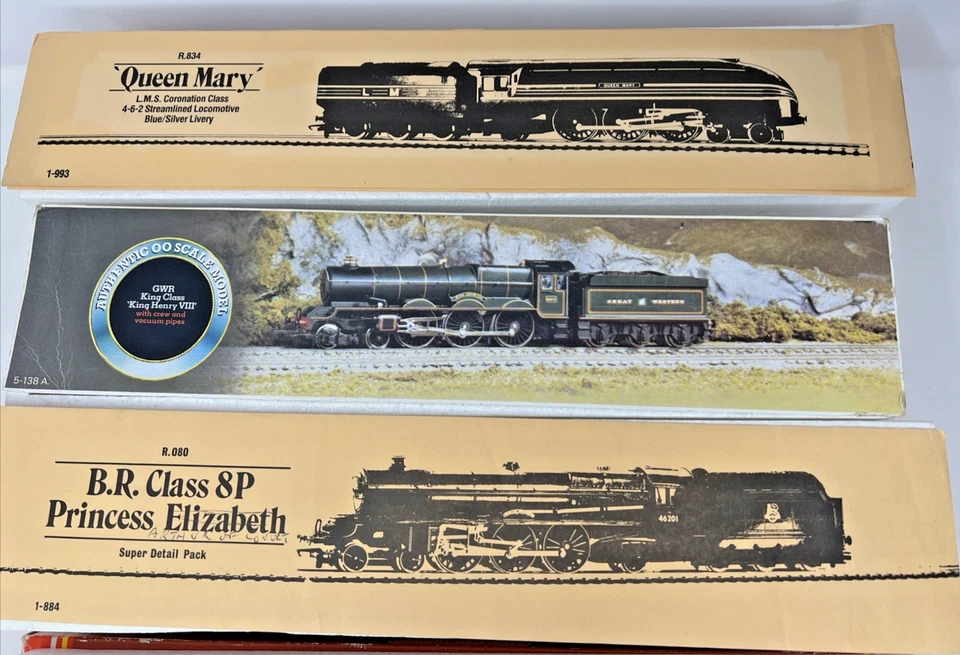 R.834
'Queen Mary'
L.M.S. Coronation Class
4-6-2 Streamlined Locomotive
Blue/Silver Livery
L M S
QUEEN MARY
1-993
AUTHENTIC OO SCALE MODEL
GWR
King Class
'King Henry VIII'
with crew and
vacuum pipes
GREAT WESTERN
5-138 A
R.080
B.R. Class 8P
Princess Elizabeth
Super Detail Pack
46201
1-884